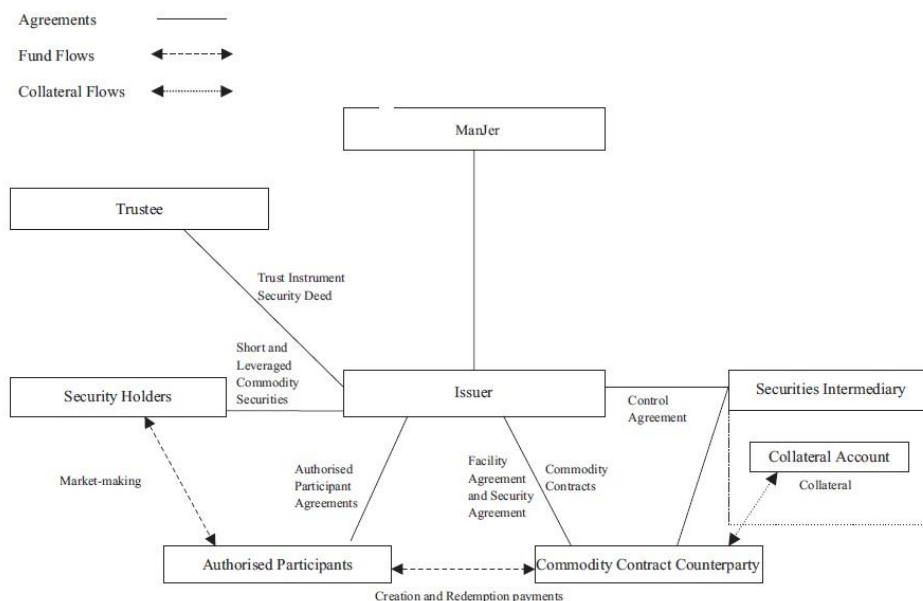 Agreements
Fund Flows
Collateral Flows
ManJer
Trustee
Trust Instrument
Security Deed
Short and
Leveraged
Commodity
Securities
Security Holders
Issuer
Securities Intermediary
Control
Agreement
Collateral Account
Collateral
Market-making
Authorised
Participant
Agreements
Facility
Agreement
and Security
Agreement
Commodity
Contracts
Authorised Participants
Commodity Contract Counterparty
Creation and Redemption payments